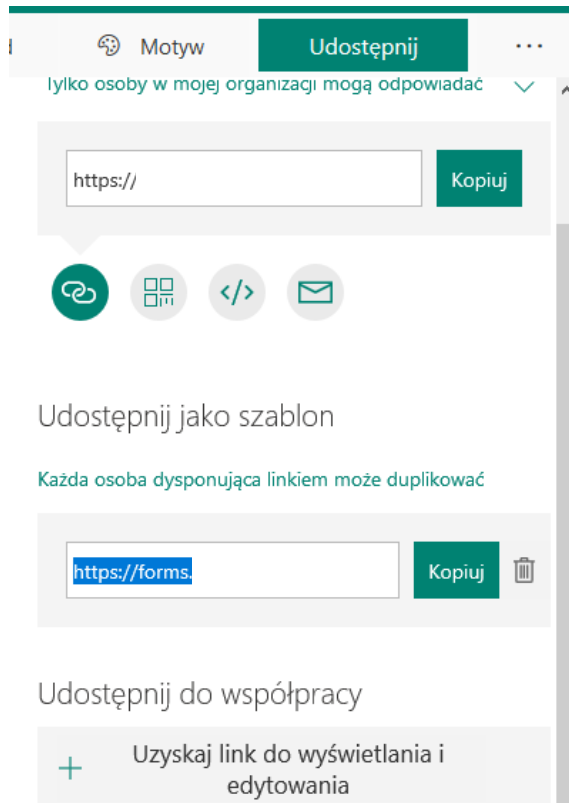 Motyw
Udostępnij
...
Tylko osoby w mojej organizacji mogą odpowiadać
https://
Kopiuj
</>
Udostępnij jako szablon
Każda osoba dysponująca linkiem może duplikować
https://forms.
Kopiuj
Udostępnij do współpracy
+ Uzyskaj link do wyświetlania i
edytowania